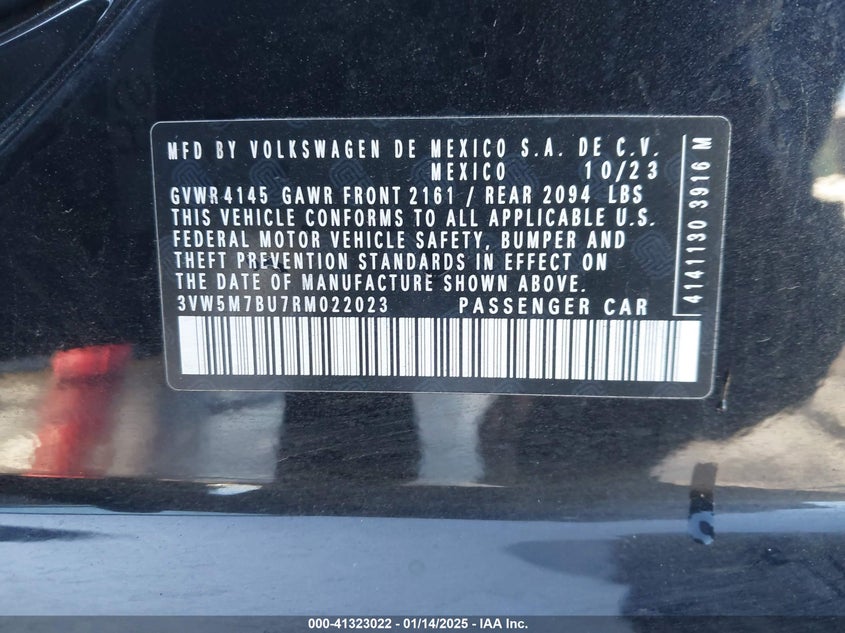 MFD BY VOLKSWAGEN DE MEXICO S.A. DE C.V.
MEXICO 10/23
GVWR 4145 GAWR FRONT 2161 / REAR 2094 LBS
THIS VEHICLE CONFORMS TO ALL APPLICABLE U.S.
FEDERAL MOTOR VEHICLE SAFETY, BUMPER AND
THEFT PREVENTION STANDARDS IN EFFECT ON
THE DATE OF MANUFACTURE SHOWN ABOVE.
3VW5M7BU7RM022023 PASSENGER CAR
4141130 3916 M
000-41323022 - 01/14/2025 - IAA Inc.